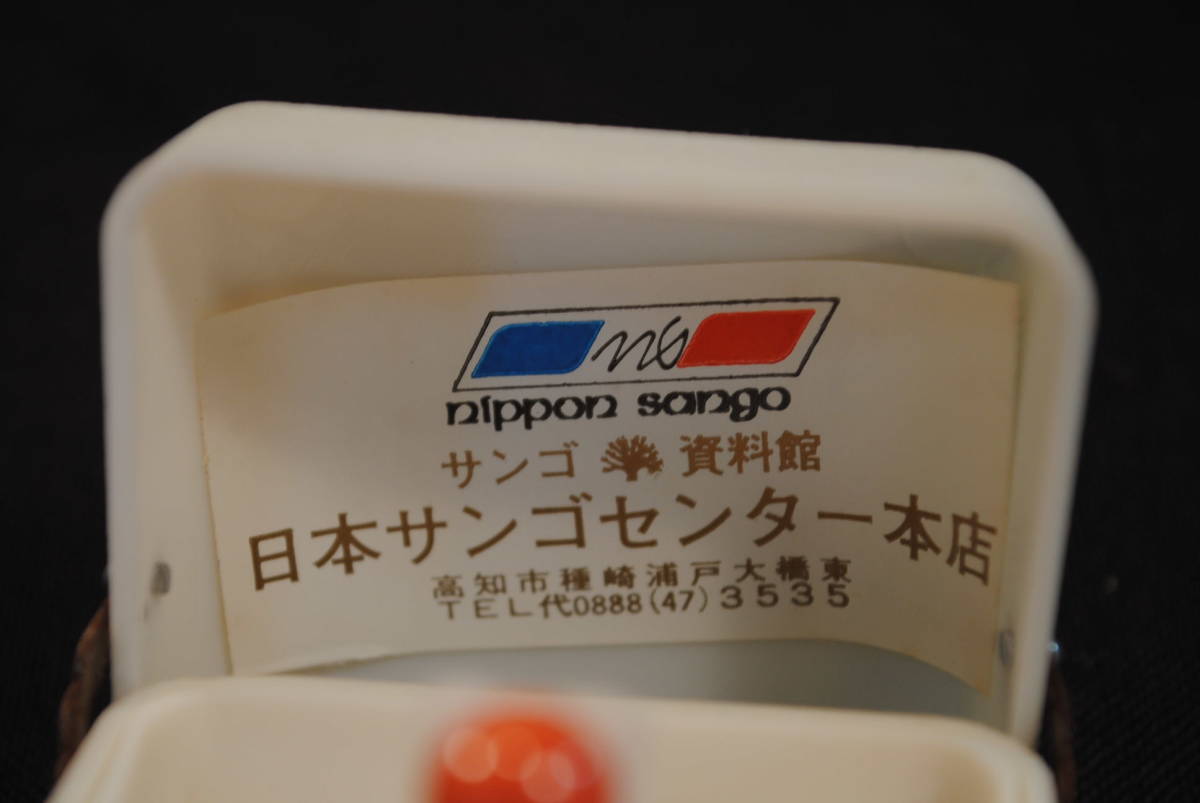 ns
nippon sango
サンゴ 資料館
日本サンゴセンター本店
高知市種崎浦戸大橋東
TEL代0888(47)3535